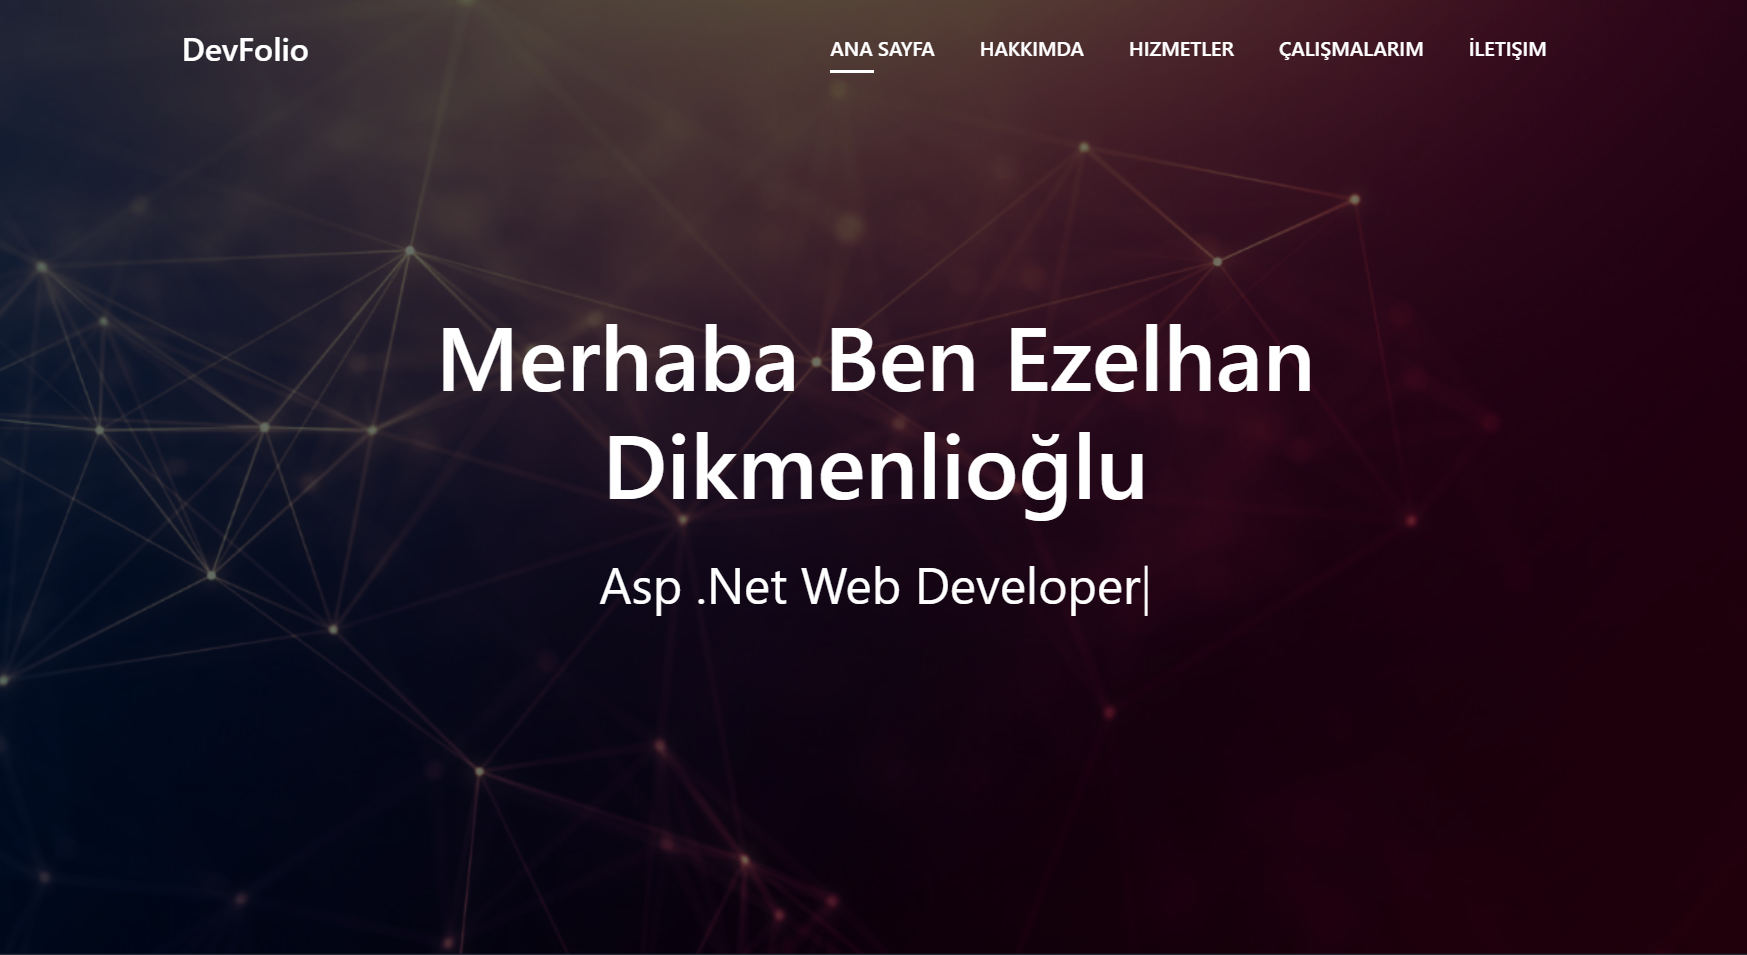 DevFolio
ANA SAYFA HAKKIMDA HIZMETLER ÇALIŞMALARIM İLETIŞIM
Merhaba Ben Ezelhan
Dikmenlioğlu
Asp .Net Web Developer|